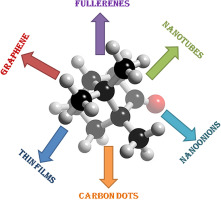 FULLERENES
GRAPHENE
NANOTUBES
THIN FILMS
NANOONIONS
CARBON DOTS